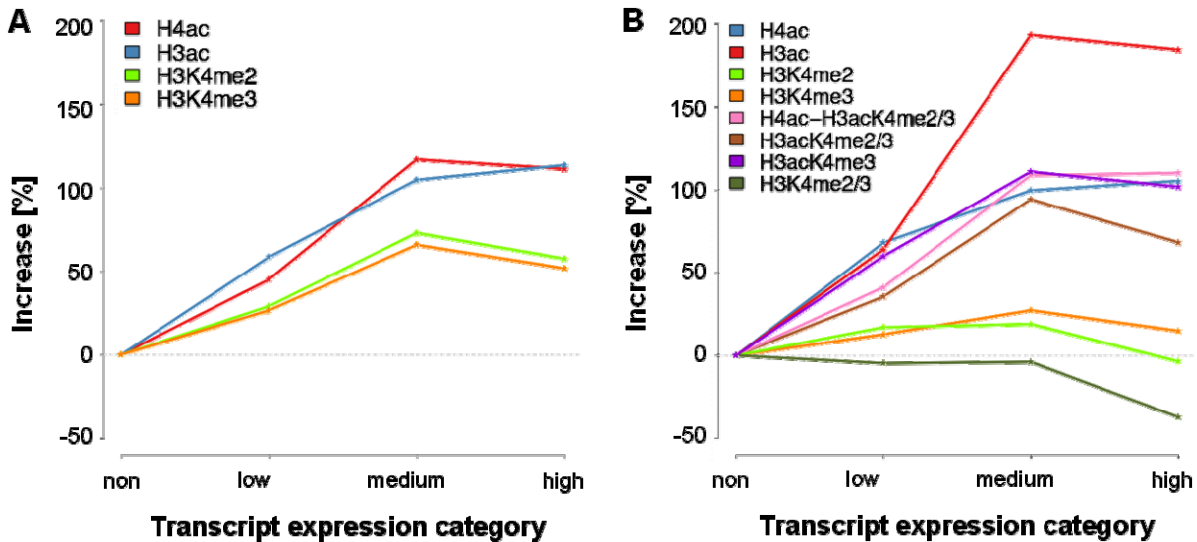 A
Increase [%]
200
150
100
50
0
-50
H4ac
H3ac
H3K4me2
H3K4me3
non low medium high
Transcript expression category
B
Increase [%]
200
150
100
50
0
-50
H4ac
H3ac
H3K4me2
H3K4me3
H4ac–H3acK4me2/3
H3acK4me2/3
H3acK4me3
H3K4me2/3
non low medium high
Transcript expression category